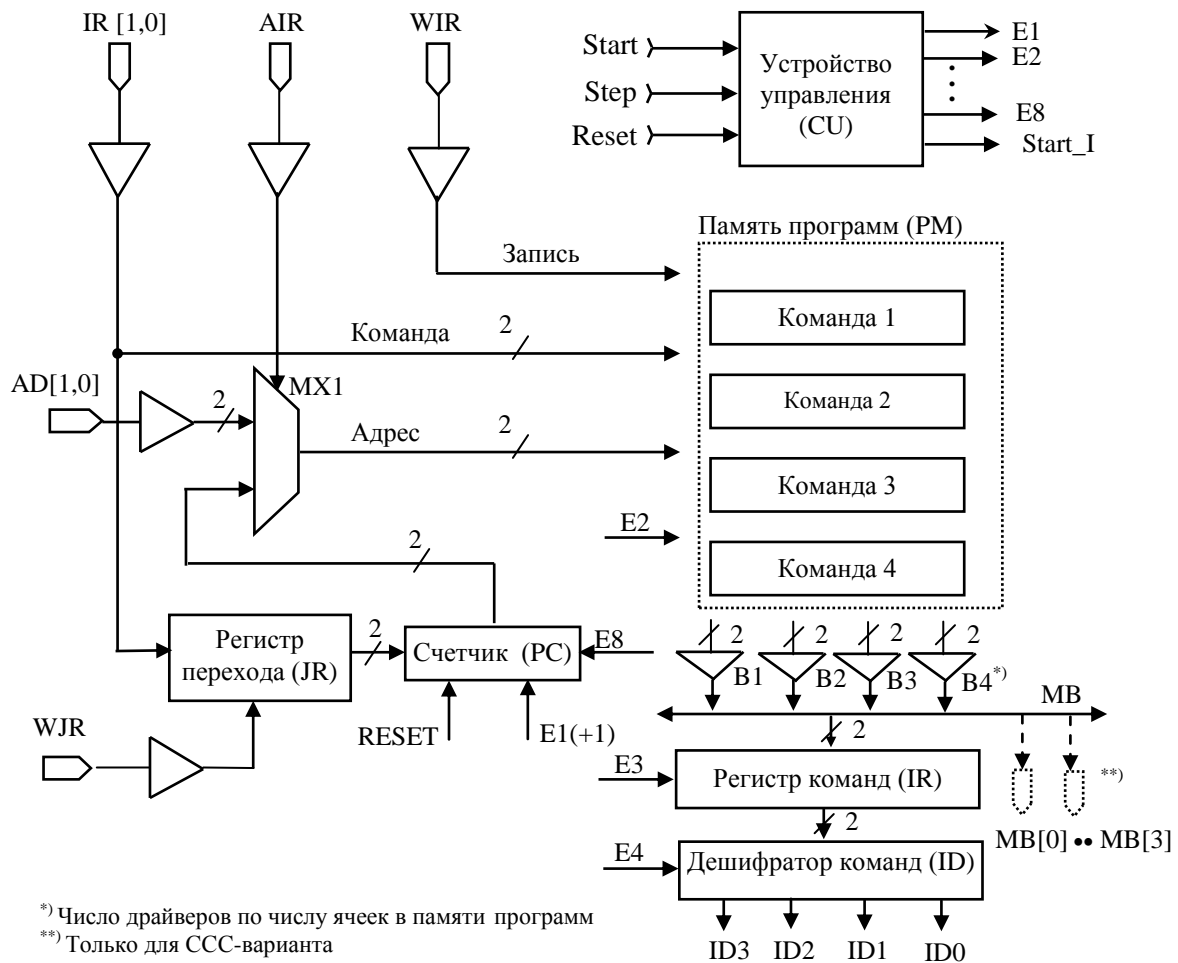 IR [1,0]
AIR
WIR
Start
Step
Reset
Устройство
управления
(CU)
E1
E2
E8
Start_I
Память программ (PM)
Запись
Команда 1
Команда
2
AD[1,0]
2
MX1
Команда 2
Адрес
2
Команда 3
E2
2
Команда 4
Регистр
перехода (JR)
2
Счетчик (PC)
E8
2
2
2
2
B1
B2
B3
B4*)
MB
WJR
RESET
E1(+1)
2
E3
Регистр команд (IR)
**)
2
MB[0] •• MB[3]
E4
Дешифратор команд (ID)
*) Число драйверов по числу ячеек в памяти программ
**) Только для ССС-варианта
ID3
ID2
ID1
ID0